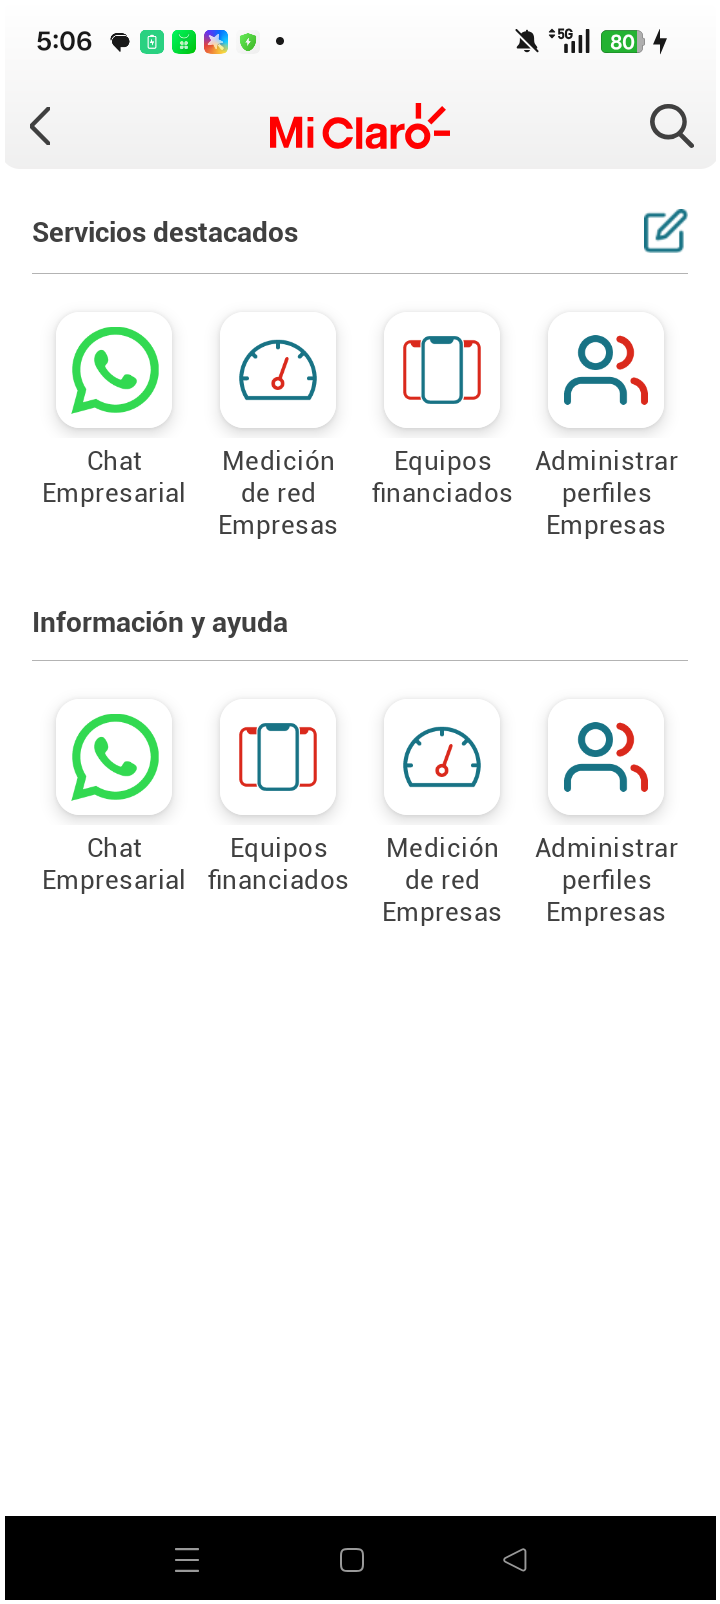 5:06
5G
80
Mi Claro
Servicios destacados
Chat
Empresarial
Medición
de red
Empresas
Equipos
financiados
Administrar
perfiles
Empresas
Información y ayuda
Chat
Empresarial
Equipos
financiados
Medición
de red
Empresas
Administrar
perfiles
Empresas